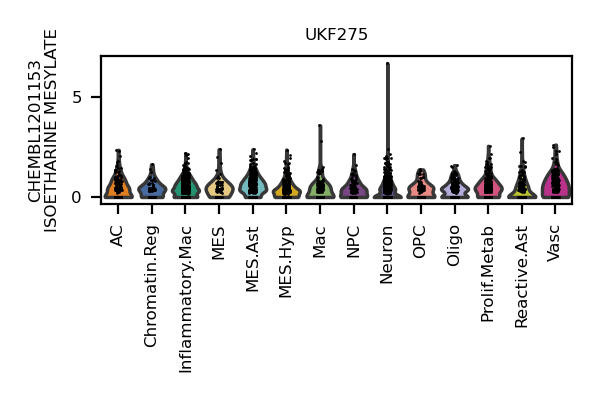 UKF275
CHEMBL1201153
ISOETHARINE MESYLATE
5
0
AC
Chromatin.Reg
Inflammatory.Mac
MES
MES.Ast
MES.Hyp
Mac
NPC
Neuron
OPC
Oligo
Prolif.Metab
Reactive.Ast
Vasc